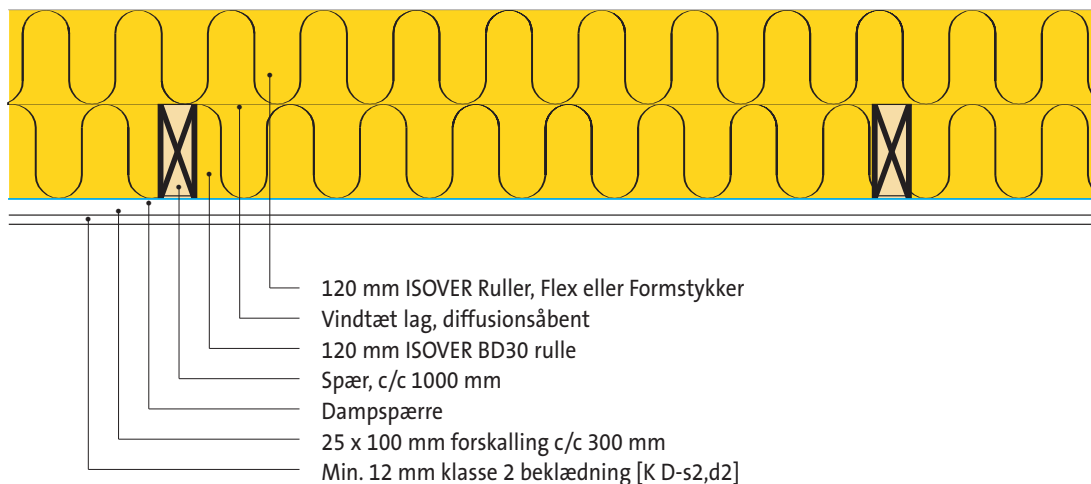 120 mm ISOVER Ruller, Flex eller Formstykker
Vindtæt lag, diffusionsåbent
120 mm ISOVER BD30 rulle
Spær, c/c 1000 mm
Dampspærre
25 x 100 mm forskalling c/c 300 mm
Min. 12 mm klasse 2 beklædning [K D-s2,d2]